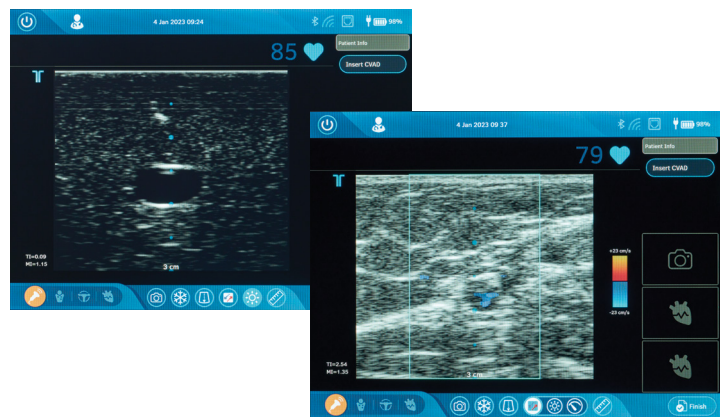 4 Jan 2023 09:24
98%
85
Patient Info
Insert CVAD
TI=0.09
MI=1.15
3 cm
4 Jan 2023 09 37
98%
79
Patient Info
Insert CVAD
+23 cm/s
-23 cm/s
TI=2.54
MI=1.35
3 cm
Finish